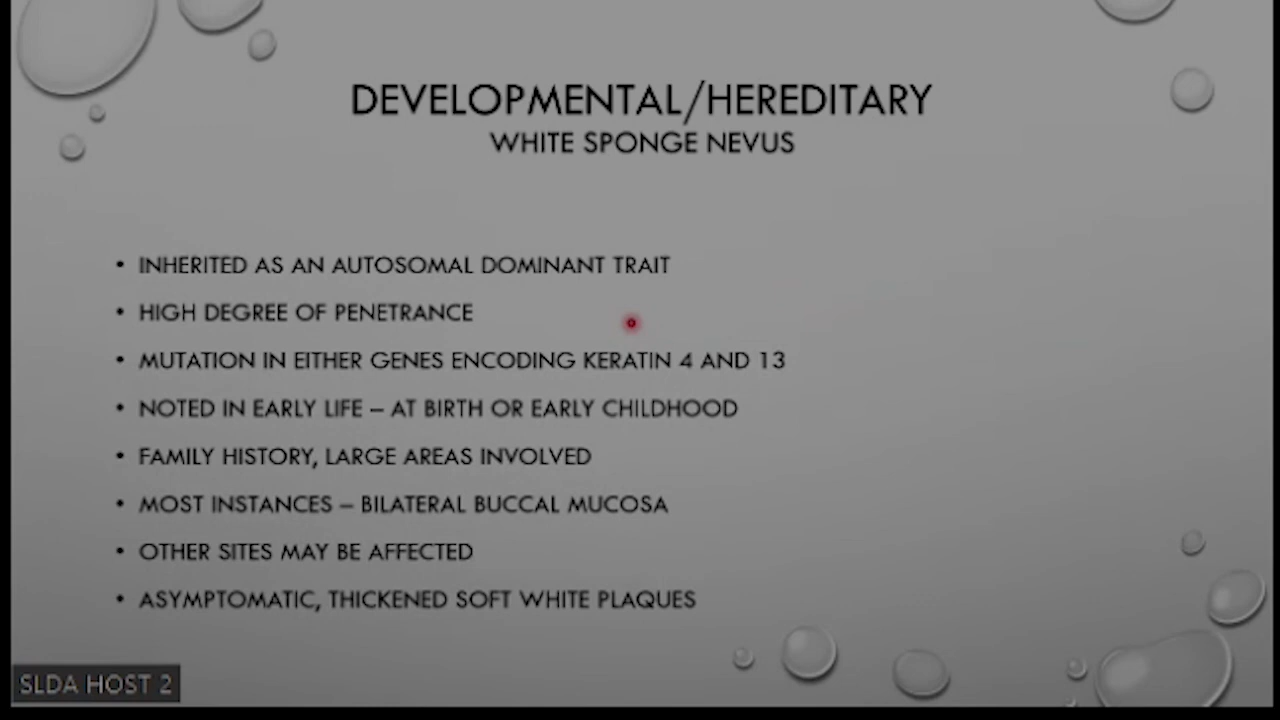 DEVELOPMENTAL/HEREDITARY
WHITE SPONGE NEVUS
• INHERITED AS AN AUTOSOMAL DOMINANT TRAIT
• HIGH DEGREE OF PENETRANCE
• MUTATION IN EITHER GENES ENCODING KERATIN 4 AND 13
• NOTED IN EARLY LIFE – AT BIRTH OR EARLY CHILDHOOD
• FAMILY HISTORY, LARGE AREAS INVOLVED
• MOST INSTANCES – BILATERAL BUCCAL MUCOSA
• OTHER SITES MAY BE AFFECTED
• ASYMPTOMATIC, THICKENED SOFT WHITE PLAQUES
SLDA HOST 2